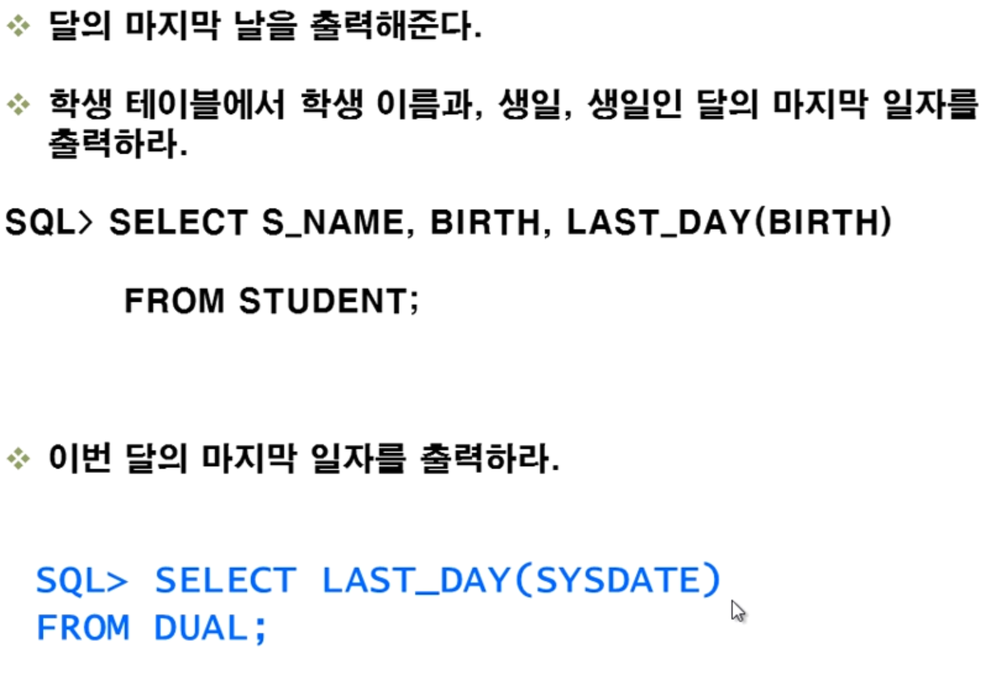 달의 마지막 날을 출력해준다.
학생 테이블에서 학생 이름과, 생일, 생일인 달의 마지막 일자를
출력하라.
SQL> SELECT S_NAME, BIRTH, LAST_DAY(BIRTH)
FROM STUDENT;
이번 달의 마지막 일자를 출력하라.
SQL> SELECT LAST_DAY(SYSDATE)
FROM DUAL;